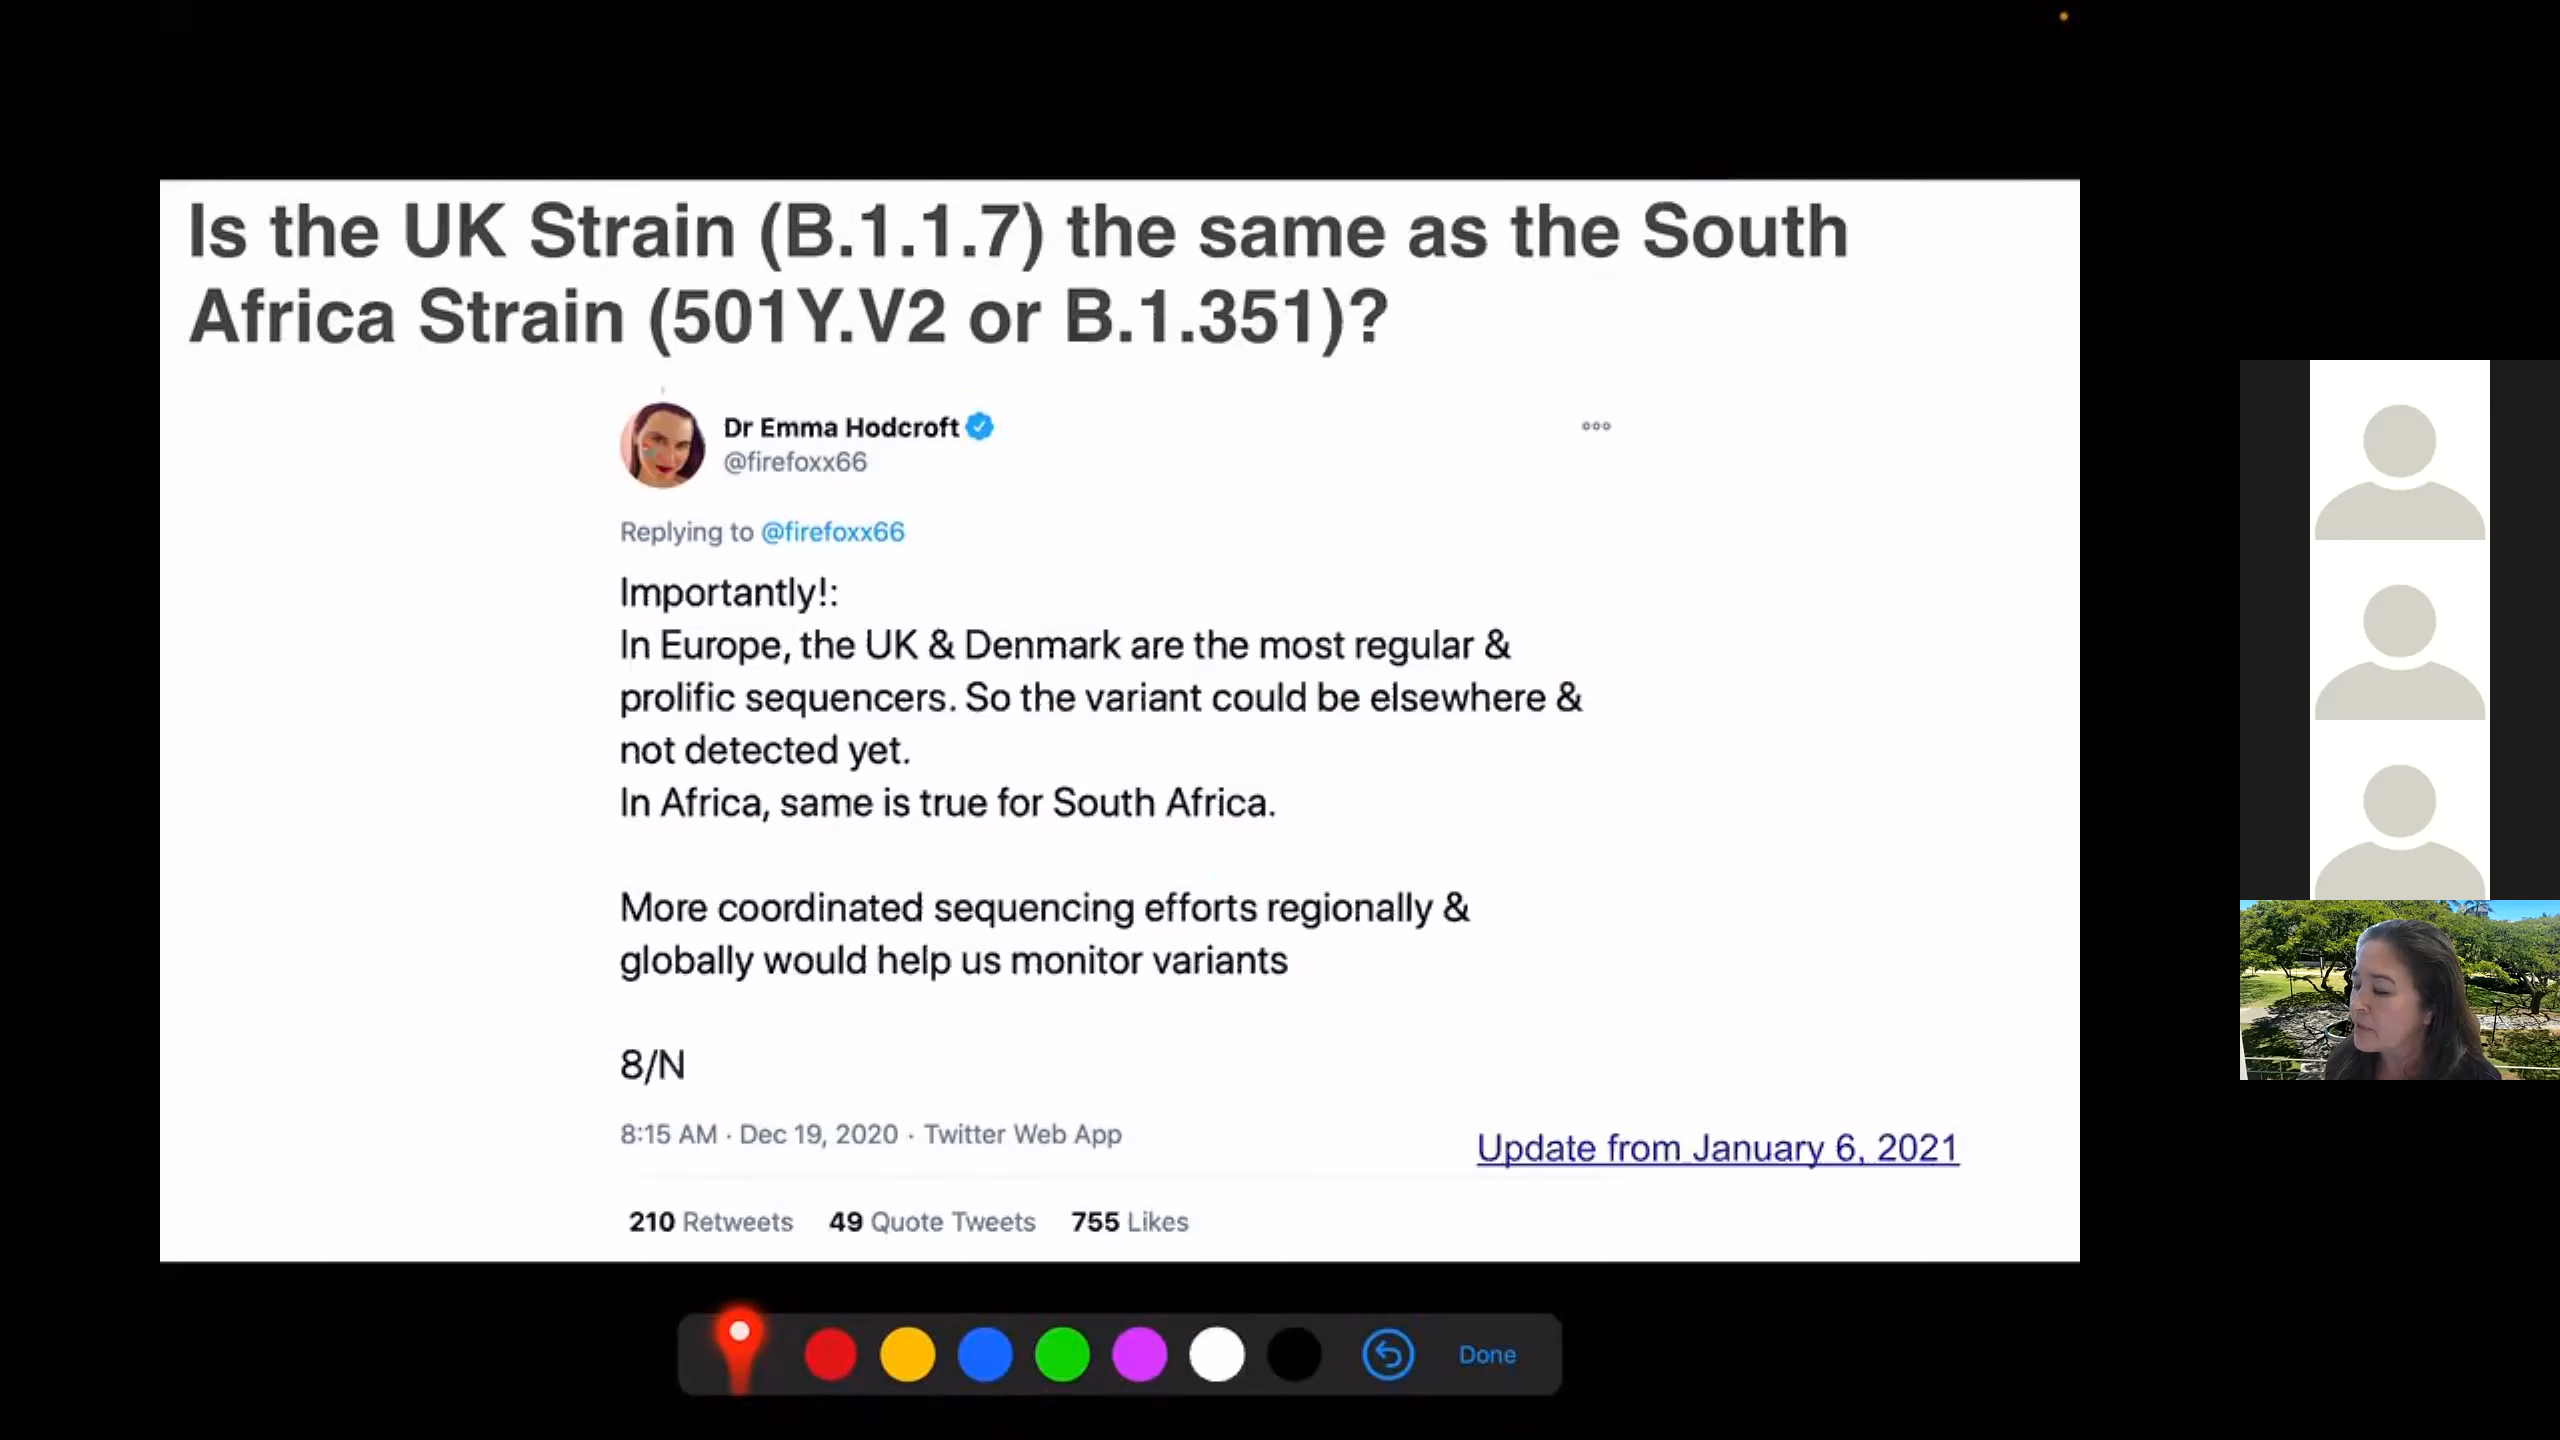 Is the UK Strain (B.1.1.7) the same as the South
Africa Strain (501Y.V2 or B.1.351)?
Dr Emma Hodcroft
@firefoxx66
Replying to @firefoxx66
Importantly!:
In Europe, the UK & Denmark are the most regular &
prolific sequencers. So the variant could be elsewhere &
not detected yet.
In Africa, same is true for South Africa.
More coordinated sequencing efforts regionally &
globally would help us monitor variants
8/N
8:15 AM · Dec 19, 2020 · Twitter Web App
Update from January 6, 2021
210 Retweets 49 Quote Tweets 755 Likes
Done